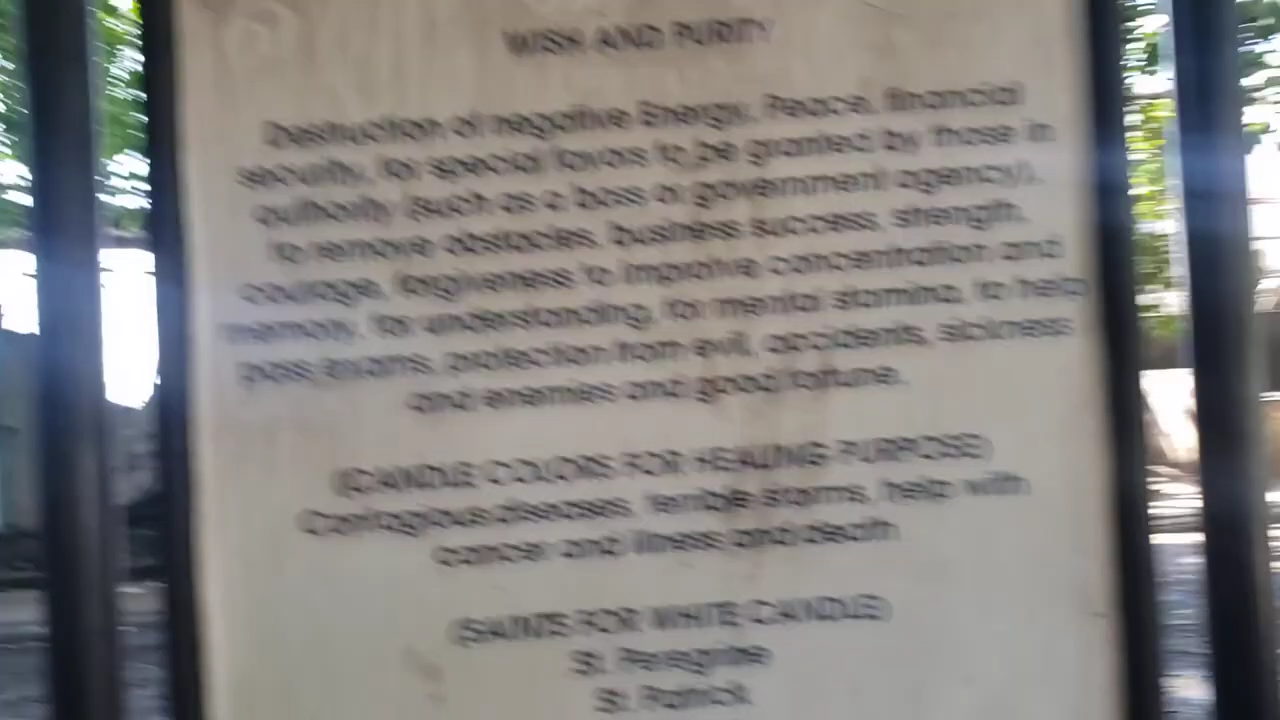 WISH AND PURITY
Destruction of negative Energy, Peace, financial
security, for special favors to be granted by those in
authority (such as a boss or government agency),
to remove obstacles, business success, strength,
courage, forgiveness to improve concentration and
memory, for understanding, for mental stamina, to help
pass exams, protection from evil, accidents, sickness
and enemies and good fortune.
(CANDLE COLORS FOR HEALING PURPOSE)
Contagious diseases, terrible storms, help with
cancer and illness and death
(SAINTS FOR WHITE CANDLE)
St. Peregrine
St. Patrick